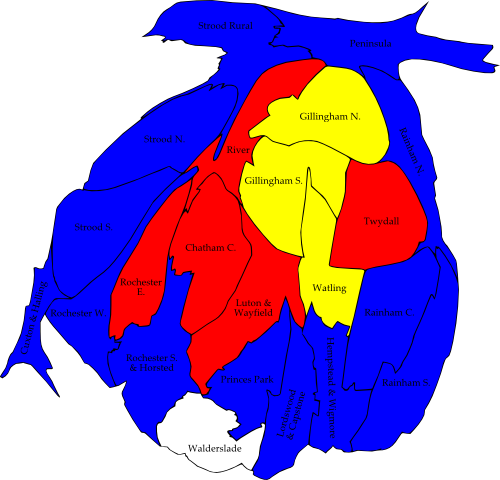 Strood Rural
Peninsula
Gillingham N.
Rainham N.
Strood N.
River
Gillingham S.
Twydall
Strood S.
Chatham C.
Rochester
E.
Watling
Luton &
Wayfield
Rochester W.
Rainham C.
Cuxton & Halling
Rochester S.
& Horsted
Princes Park
Rainham S.
Lordswood
& Capstone
Hempstead & Wigmore
Walderslade